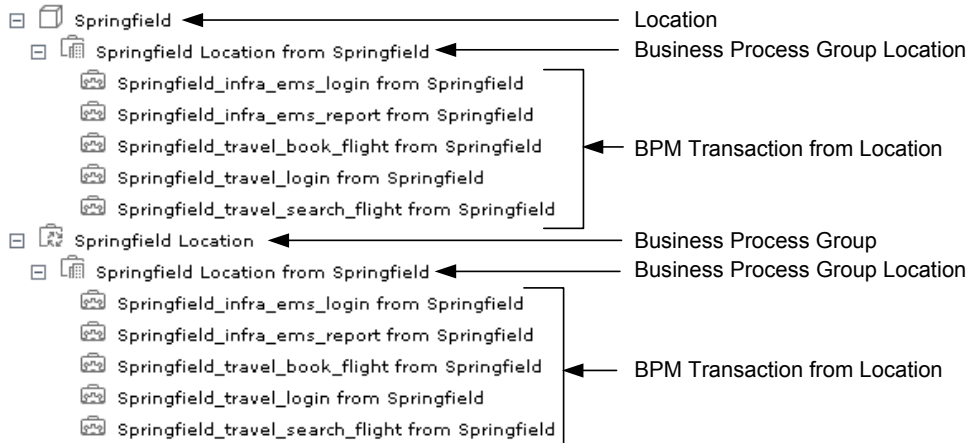 Springfield Location
Springfield Location from Springfield Business Process Group Location
Springfield_infra_ems_login from Springfield
Springfield_infra_ems_report from Springfield
Springfield_travel_book_flight from Springfield BPM Transaction from Location
Springfield_travel_login from Springfield
Springfield_travel_search_flight from Springfield
Springfield Location Business Process Group
Springfield Location from Springfield Business Process Group Location
Springfield_infra_ems_login from Springfield
Springfield_infra_ems_report from Springfield
Springfield_travel_book_flight from Springfield BPM Transaction from Location
Springfield_travel_login from Springfield
Springfield_travel_search_flight from Springfield